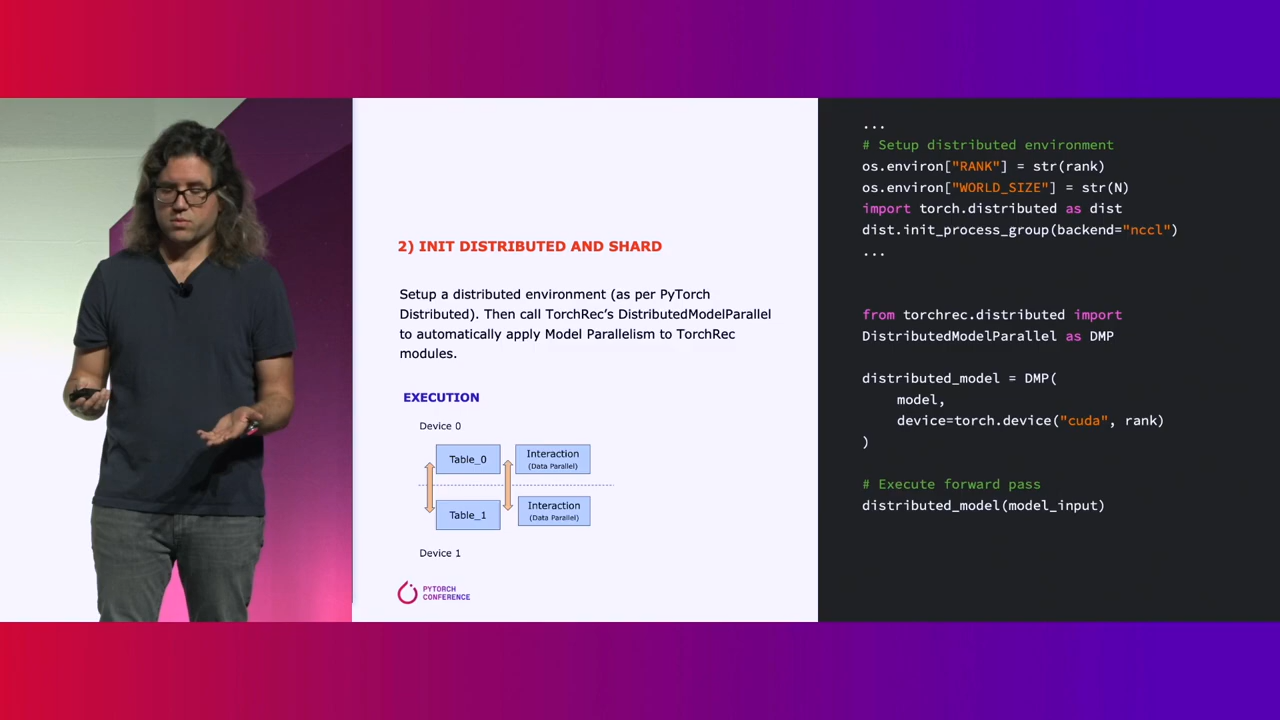 2) INIT DISTRIBUTED AND SHARD
Setup a distributed environment (as per PyTorch
Distributed). Then call TorchRec’s DistributedModelParallel
to automatically apply Model Parallelism to TorchRec
modules.
EXECUTION
Device 0
Table_0
Interaction
(Data Parallel)
Table_1
Interaction
(Data Parallel)
Device 1
PYTORCH
CONFERENCE
...
# Setup distributed environment
os.environ["RANK"] = str(rank)
os.environ["WORLD_SIZE"] = str(N)
import torch.distributed as dist
dist.init_process_group(backend="nccl")
...
from torchrec.distributed import
DistributedModelParallel as DMP
distributed_model = DMP(
    model,
    device=torch.device("cuda", rank)
)
# Execute forward pass
distributed_model(model_input)